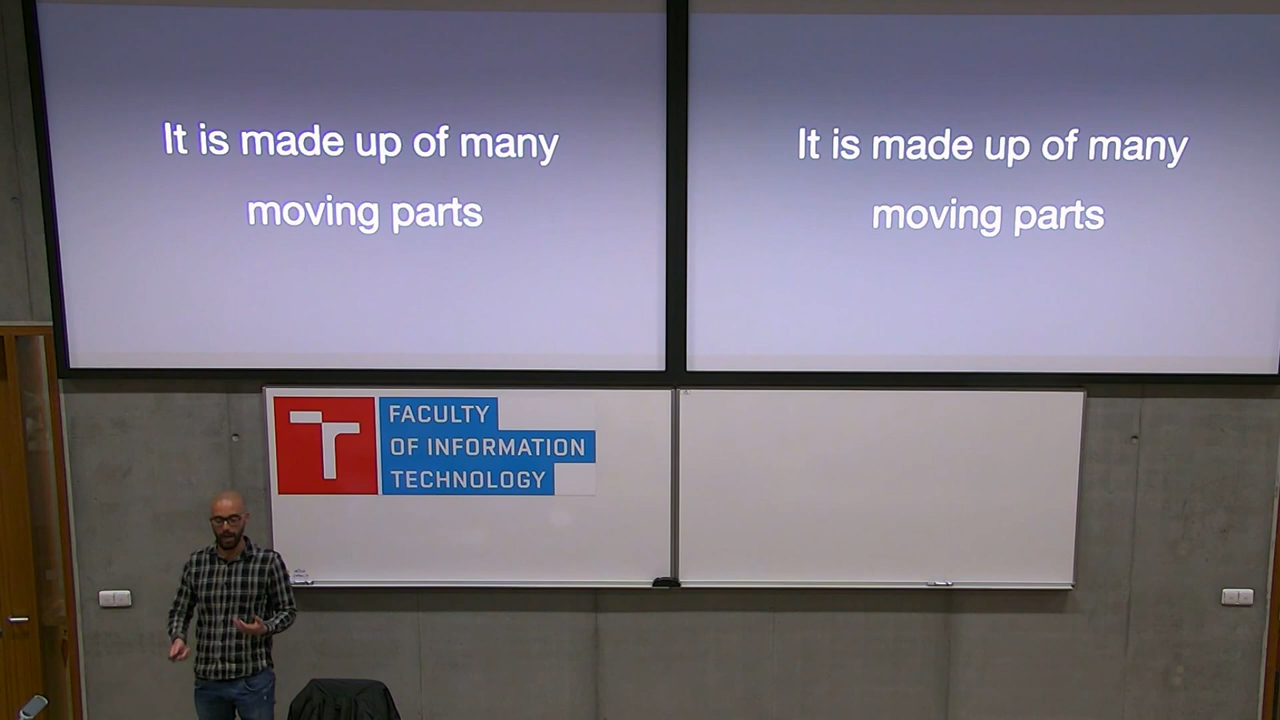 It is made up of many
moving parts
It is made up of many
moving parts
T
FACULTY
OF INFORMATION
TECHNOLOGY